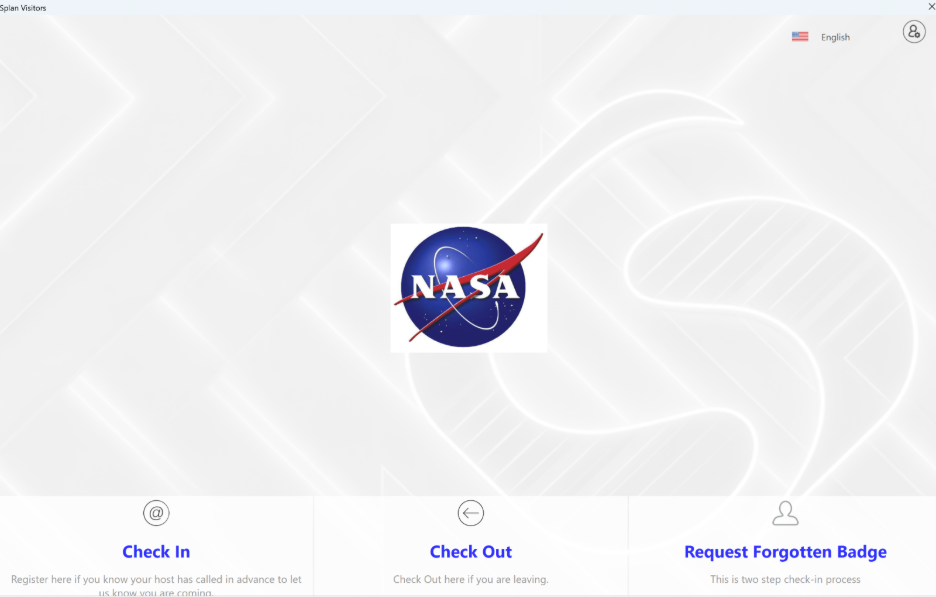 Splan Visitors
English
NASA
Check In
Check Out
Request Forgotten Badge
Register here if you know your host has called in advance to let
us know you are coming.
Check Out here if you are leaving.
This is two step check-in process